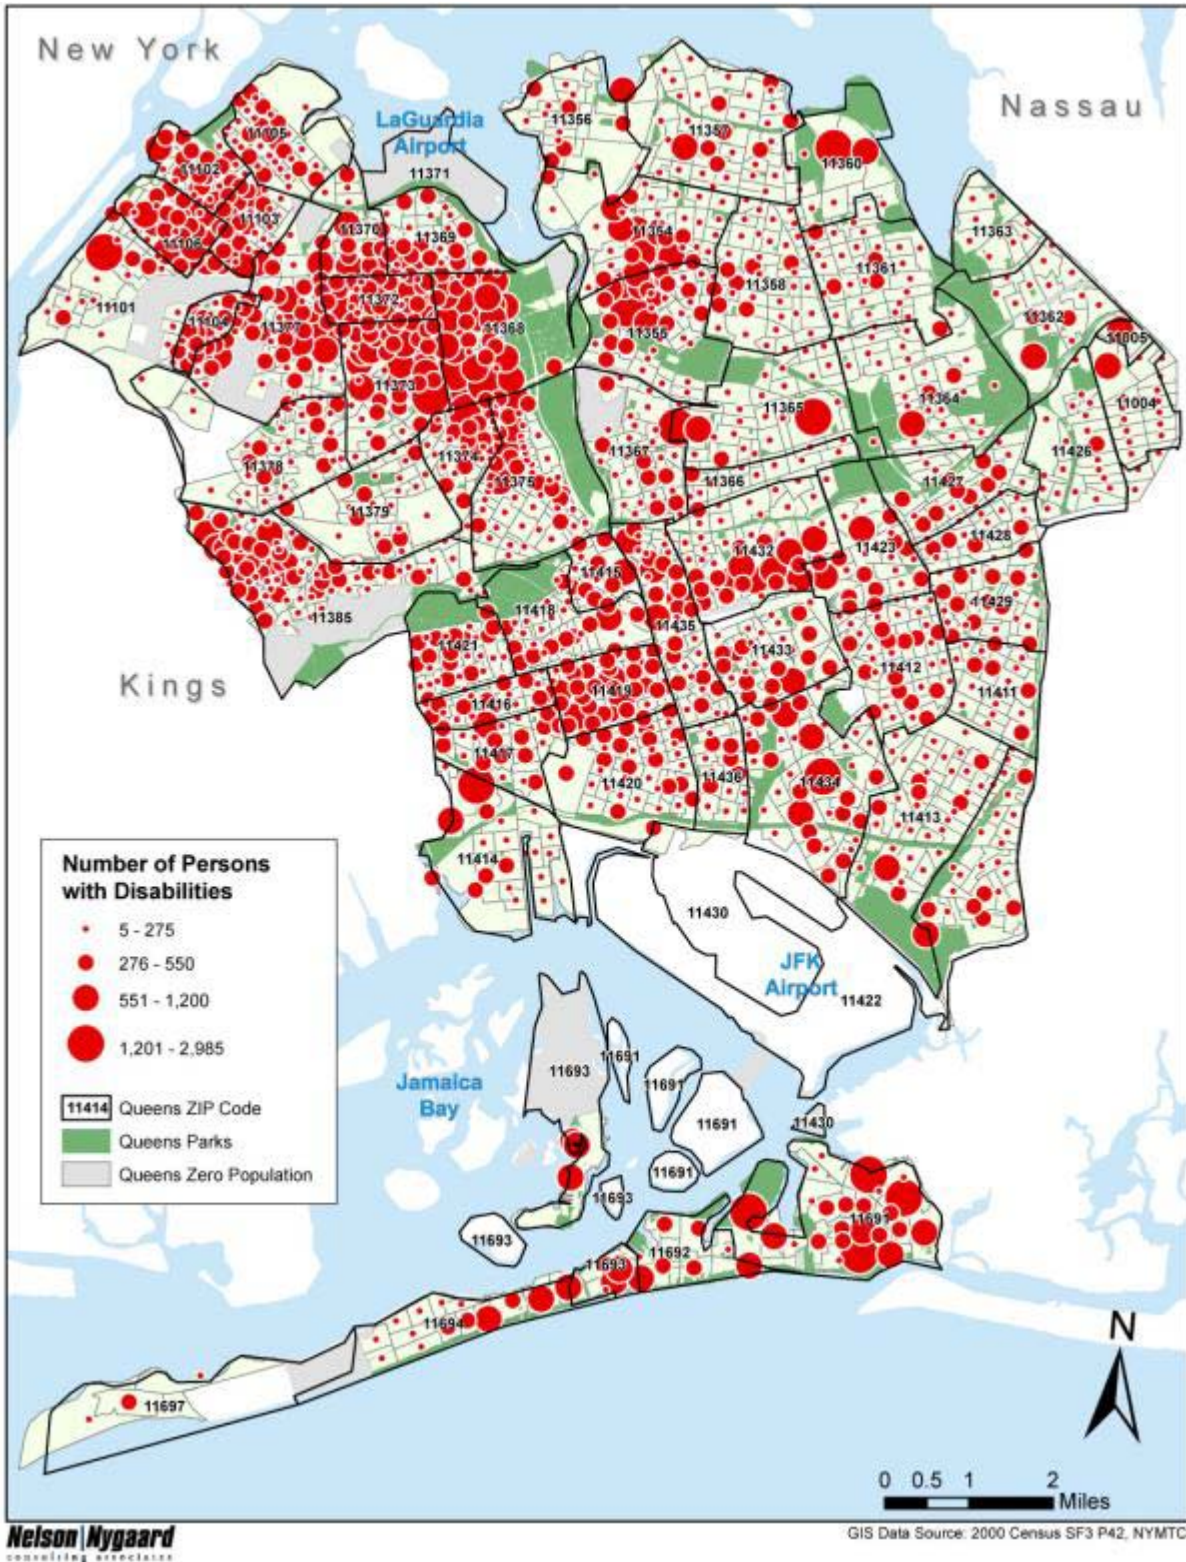 New York
Nassau
LaGuardia
Airport
11371
11356
11357
11360
11105
11102
11103
11106
11370
11369
11354
11363
11358
11361
11101
11104
11377
11372
11368
11355
11362
11005
11373
11365
11364
11004
11374
11367
11366
11426
11378
11375
11427
11379
11432
11423
11428
11415
11385
11418
11435
11429
11421
11433
11412
11411
11416
11419
Kings
11417
11420
11436
11434
11413
11414
11430
JFK
Airport
11422
Number of Persons
with Disabilities
5 - 275
276 - 550
551 - 1,200
1,201 - 2,985
11414 Queens ZIP Code
Queens Parks
Queens Zero Population
Jamaica
Bay
11693
11691
11691
11691
11430
11691
11693
11693
11691
11692
11693
11694
11697
N
0 0.5 1 2
Miles
Nelson|Nygaard
consulting associates
GIS Data Source: 2000 Census SF3 P42, NYMTC